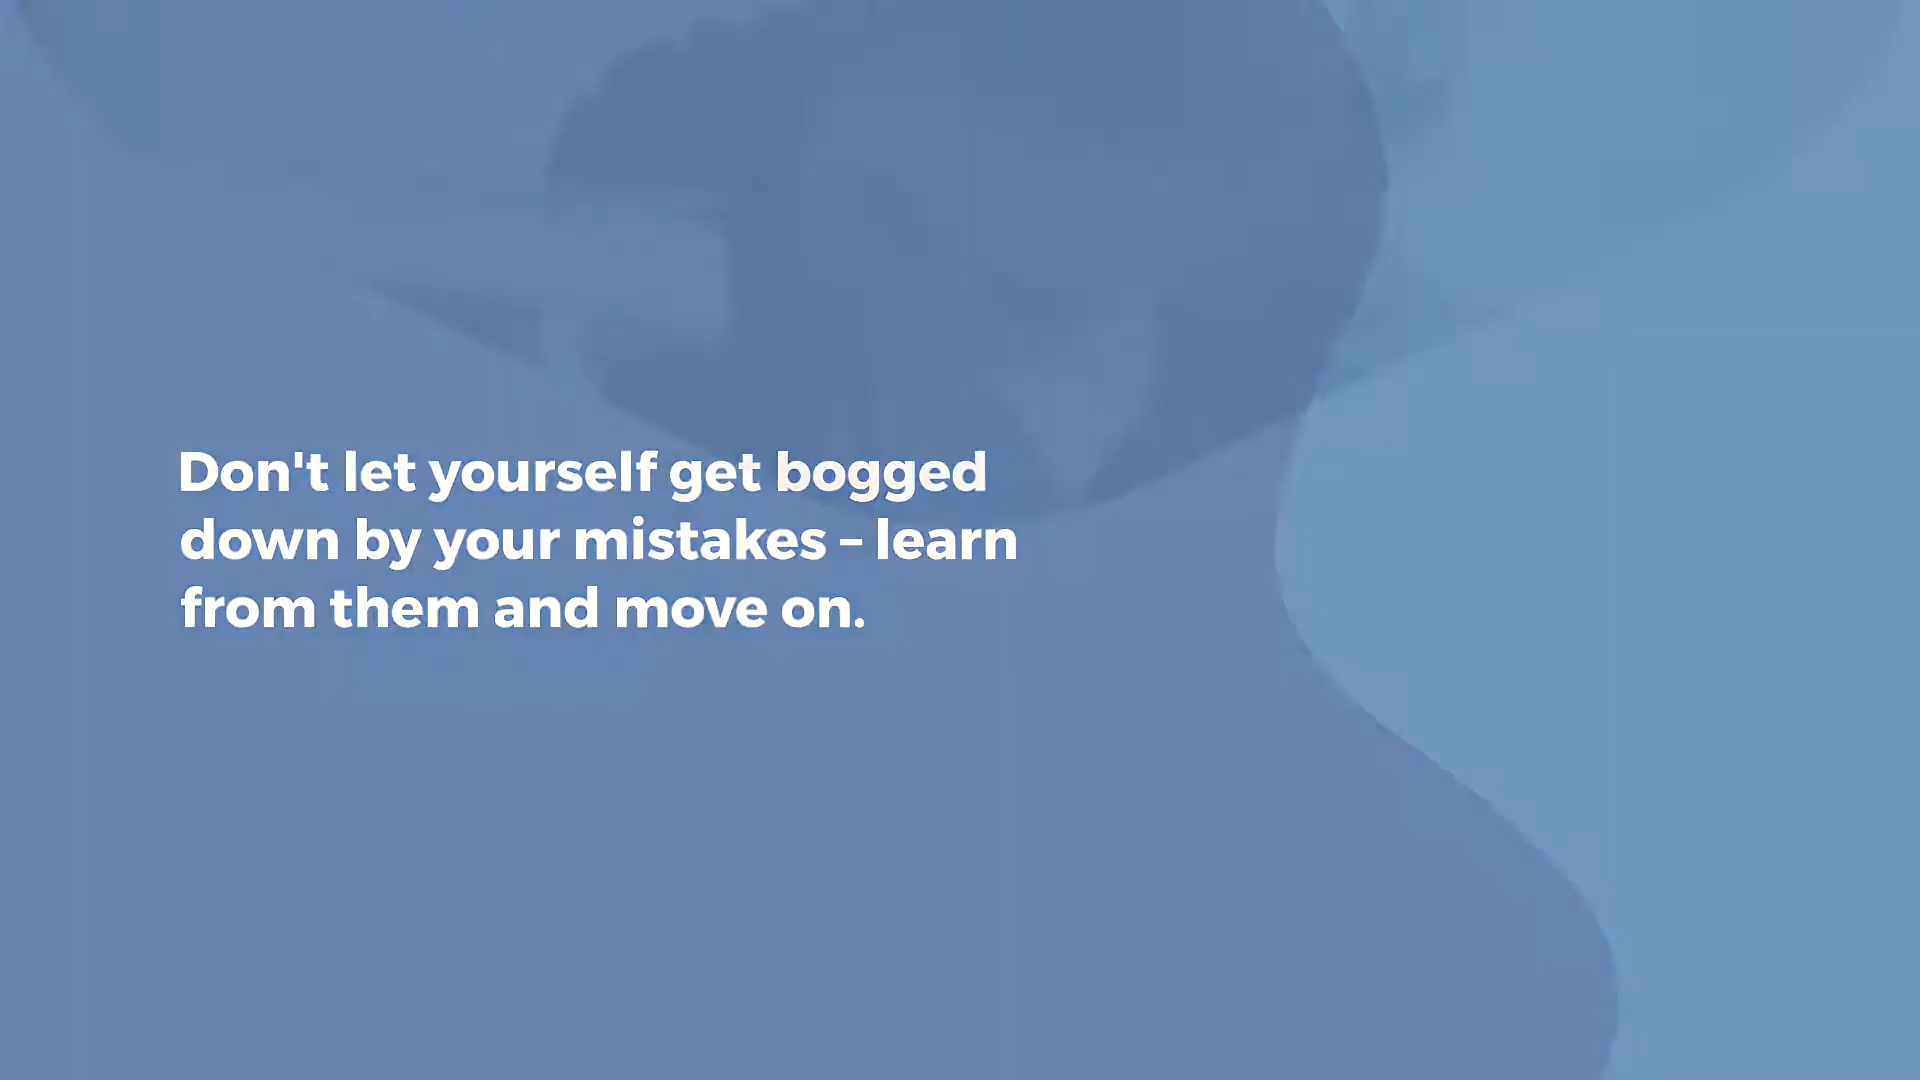 Don't let yourself get bogged
down by your mistakes – learn
from them and move on.